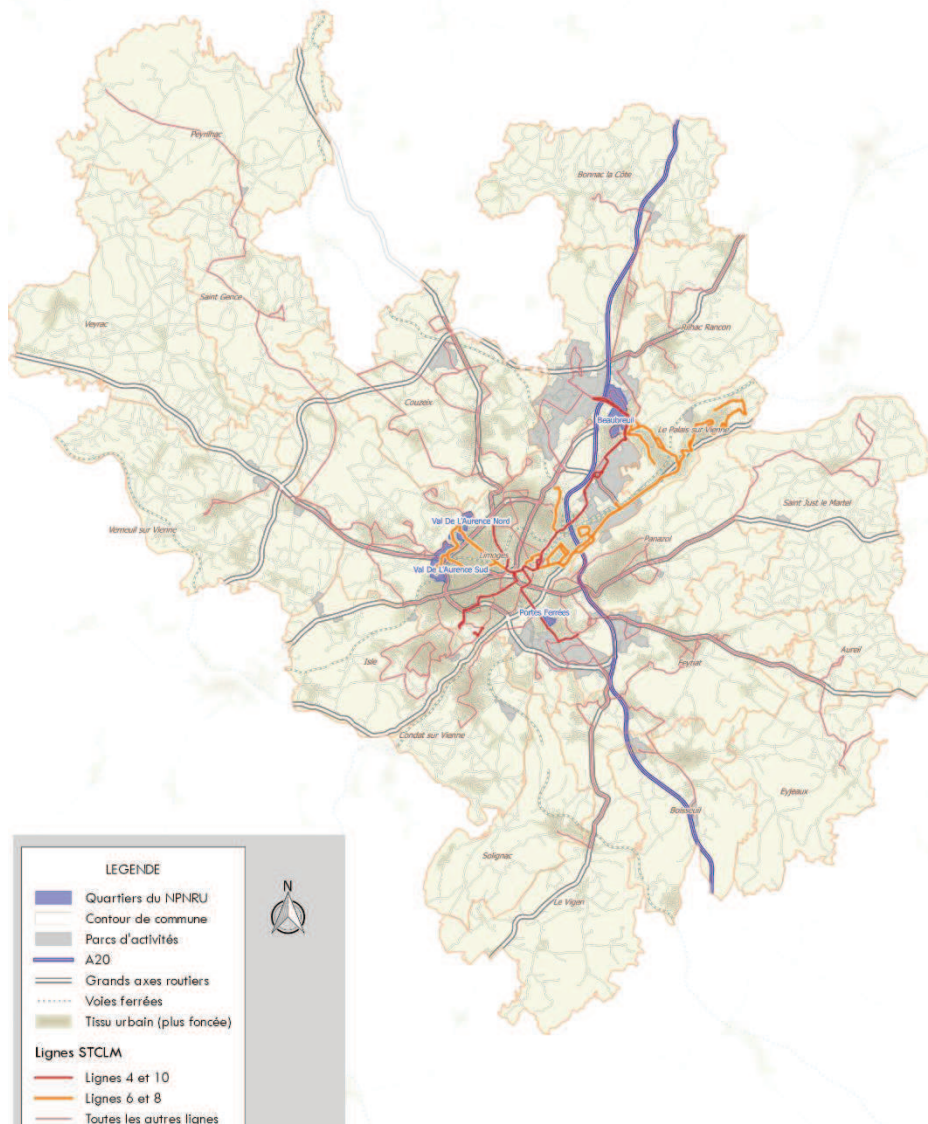 Peyrilhac
Bonnac la Côte
Saint Gence
Veyrac
Rilhac Rancon
Couzeix
Beaubreuil
Le Palais sur Vienne
Saint Just le Martel
Val De L'Aurence Nord
Verneuil sur Vienne
Panazol
Limoges
Val De L'Aurence Sud
Portes Ferrées
Isle
Feytiat
Aureil
Condat sur Vienne
Eyjeaux
Boisseuil
Solignac
Le Vigen
LEGENDE
N
Quartiers du NPNRU
Contour de commune
Parcs d'activités
A20
Grands axes routiers
Voies ferrées
Tissu urbain (plus foncée)
Lignes STCLM
Lignes 4 et 10
Lignes 6 et 8
Toutes les autres lignes